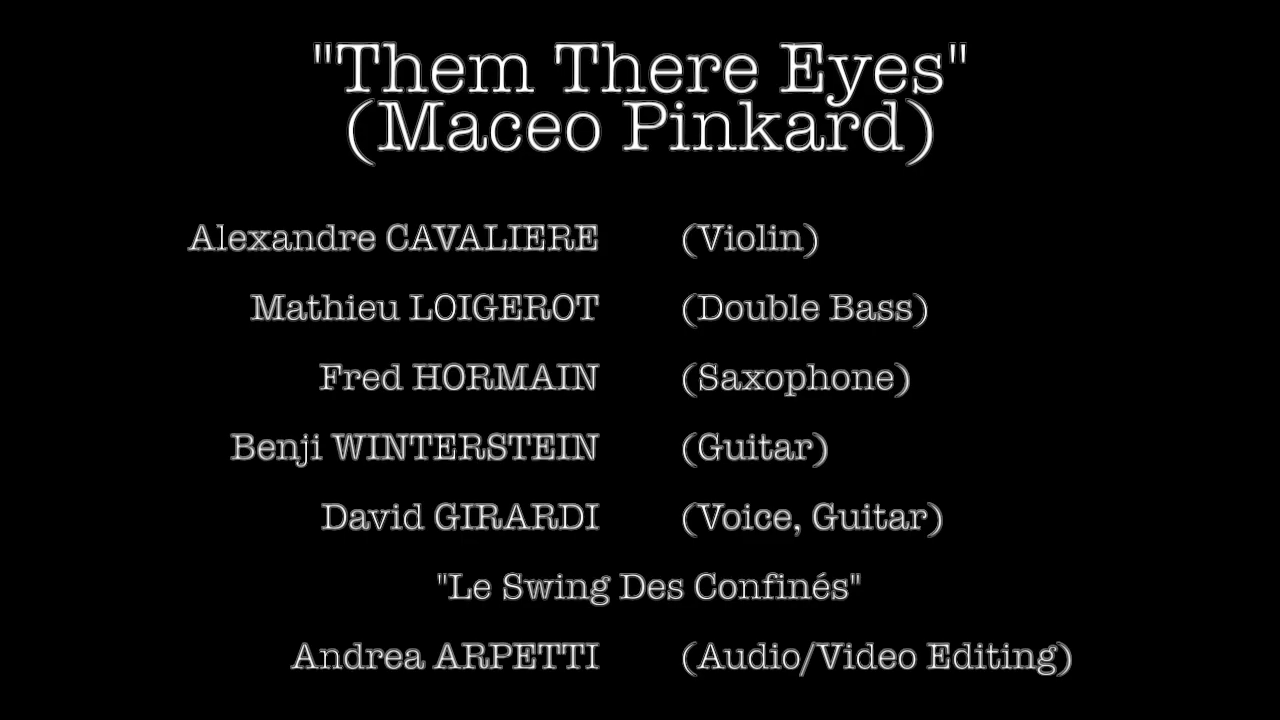 "Them There Eyes"
(Maceo Pinkard)
Alexandre CAVALIERE (Violin)
Mathieu LOIGEROT (Double Bass)
Fred HORMAIN (Saxophone)
Benji WINTERSTEIN (Guitar)
David GIRARDI (Voice, Guitar)
"Le Swing Des Confinés"
Andrea ARPETTI (Audio/Video Editing)